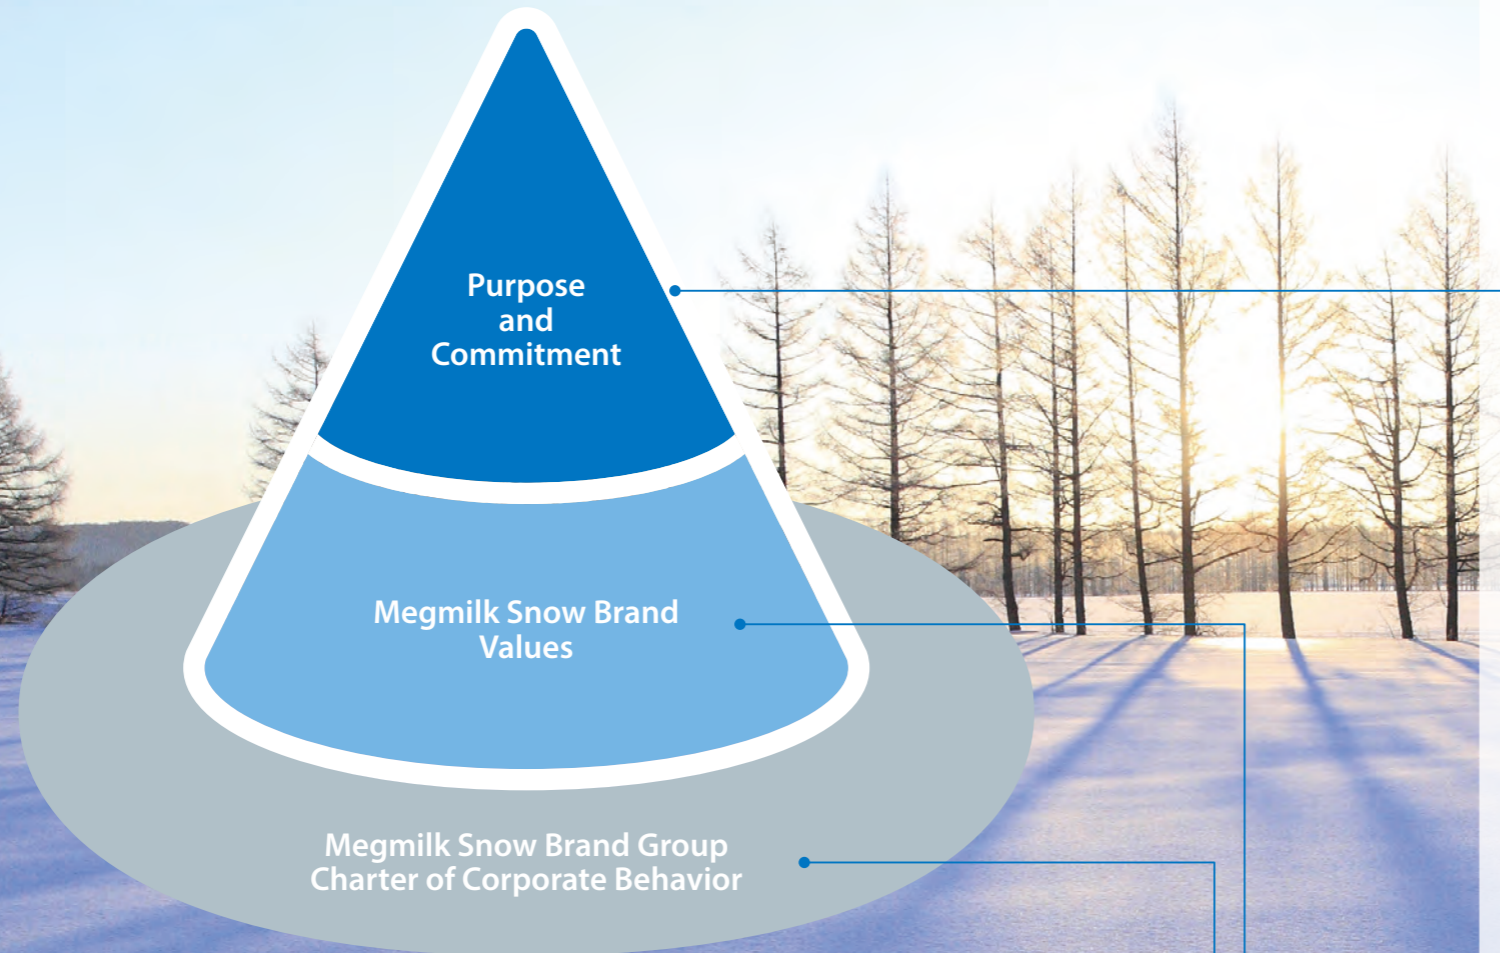 Purpose
and
Commitment
Megmilk Snow Brand
Values
Megmilk Snow Brand Group
Charter of Corporate Behavior